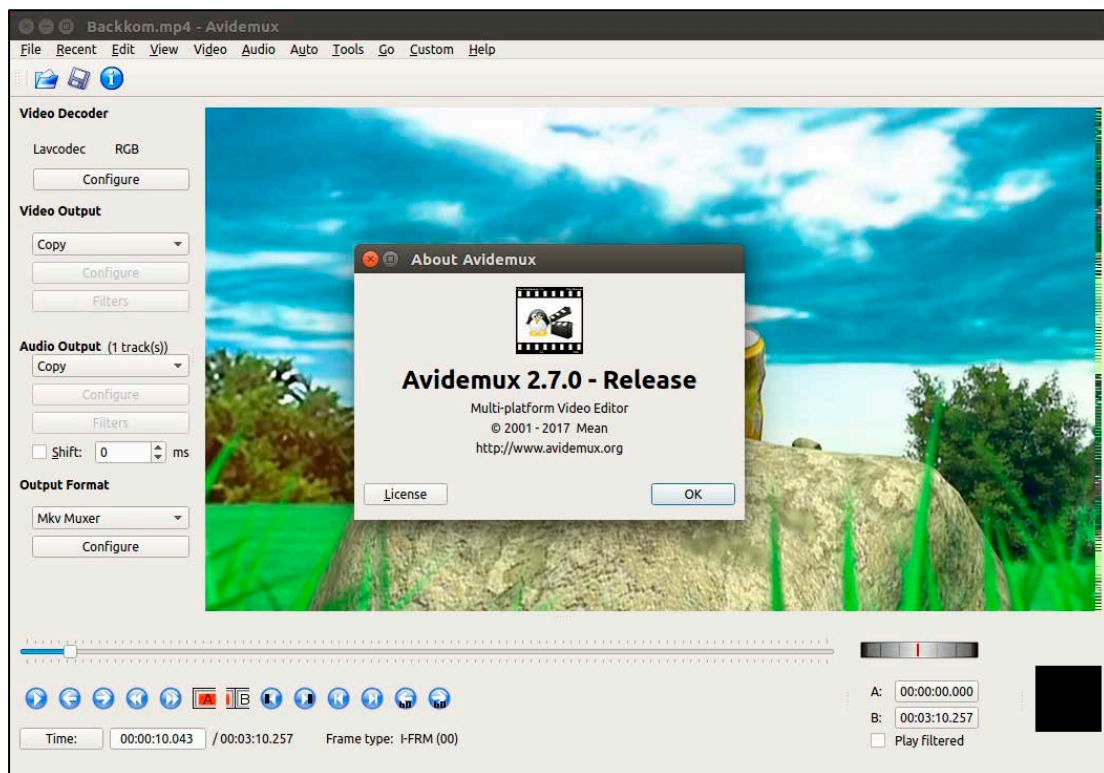 Backkom.mp4 - Avidemux
File Recent Edit View Video Audio Auto Tools Go Custom Help
Video Decoder
Lavcodec RGB
Configure
Video Output
Copy
Configure
Filters
Audio Output (1 track(s))
Copy
Configure
Filters
Shift: 0 ms
Output Format
Mkv Muxer
Configure
About Avidemux
Avidemux 2.7.0 - Release
Multi-platform Video Editor
© 2001 - 2017 Mean
http://www.avidemux.org
License OK
A B 60 60
Time: 00:00:10.043 / 00:03:10.257 Frame type: I-FRM (00)
A: 00:00:00.000
B: 00:03:10.257
Play filtered